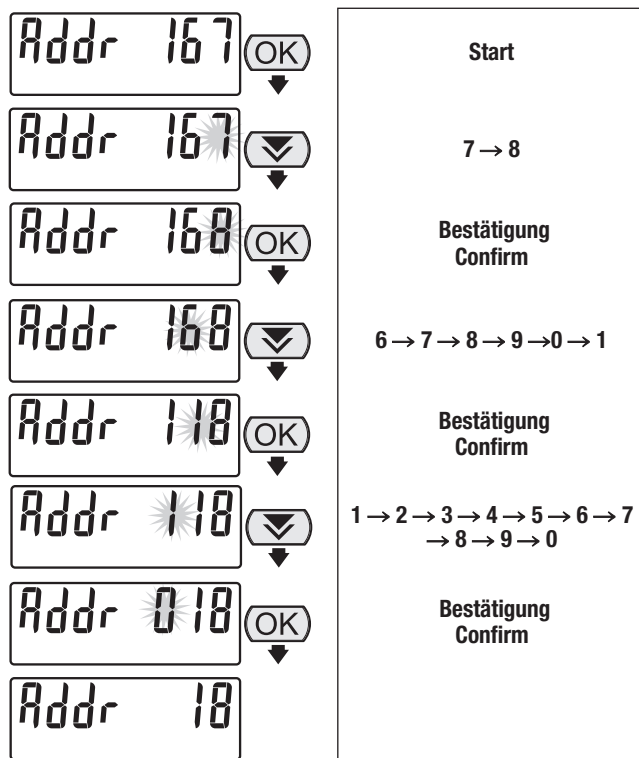 Addr 167 OK Start
Addr 167 7 → 8
Addr 168 OK Bestätigung
Confirm
Addr 168 6 → 7 → 8 → 9 → 0 → 1
Addr 118 OK Bestätigung
Confirm
Addr 118 1 → 2 → 3 → 4 → 5 → 6 → 7
→ 8 → 9 → 0
Addr 018 OK Bestätigung
Confirm
Addr 18